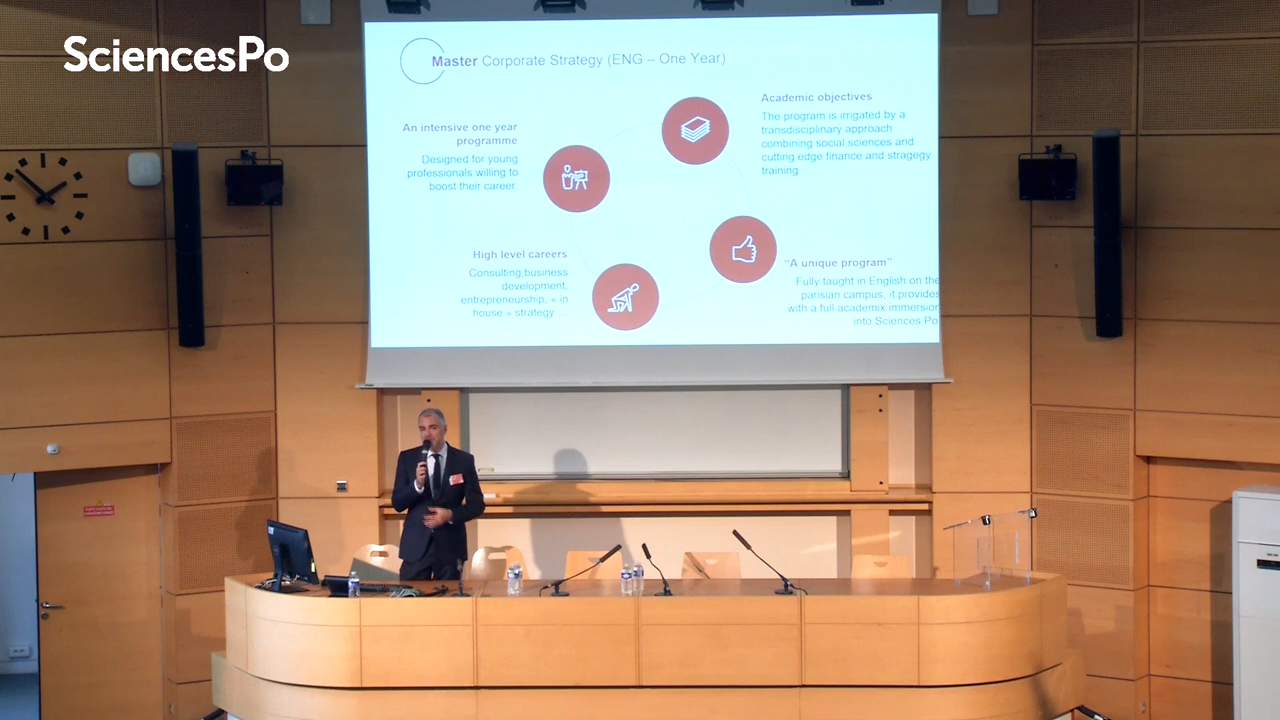 SciencesPo
Master Corporate Strategy (ENG – One Year)
An intensive one year
programme
Designed for young
professionals willing to
boost their career.
Academic objectives
The program is irrigated by a
transdisciplinary approach
combining social sciences and
cutting edge finance and stragegy
training.
High level careers
Consulting,business
development,
entrepreneurship, « in
house » strategy ...
“A unique program”
Fully taught in English on the
parisian campus, it provides
with a full academix immersion
into Sciences Po